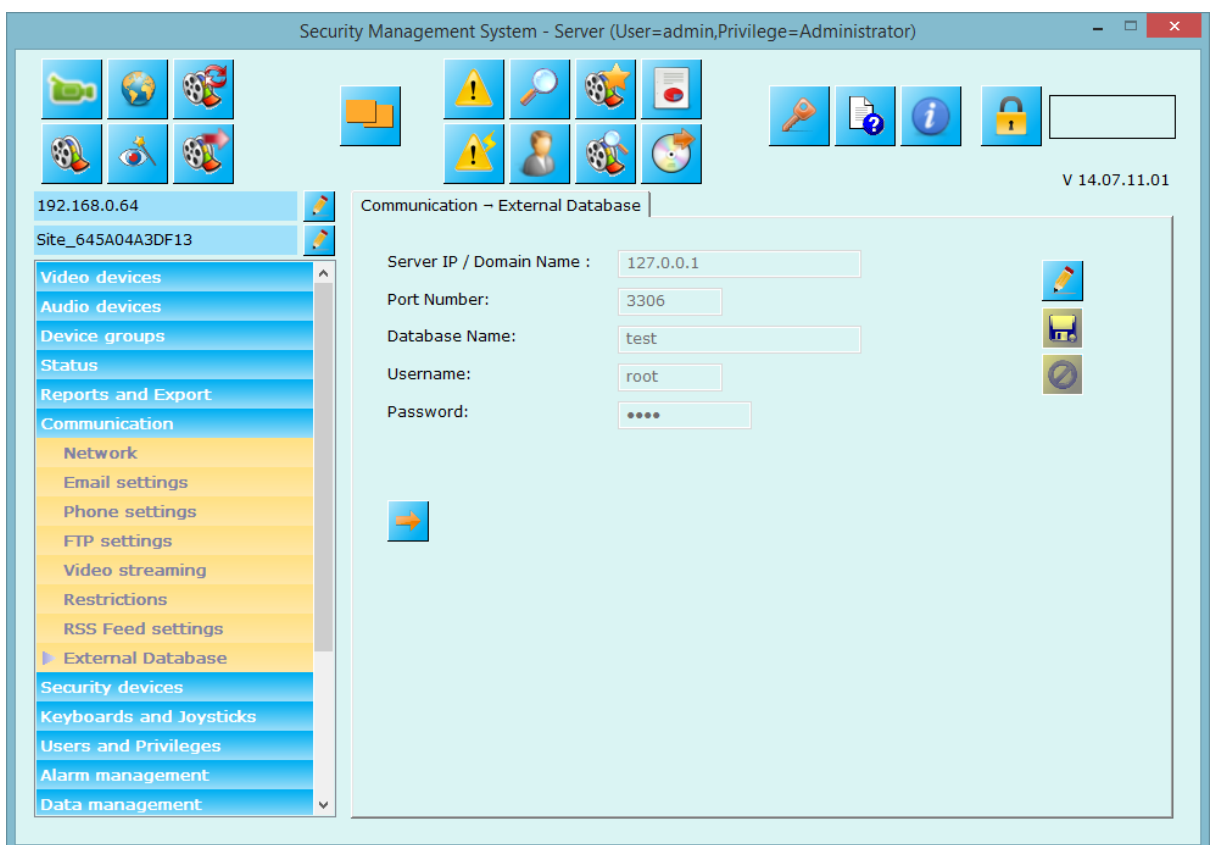 Security Management System - Server (User=admin,Privilege=Administrator)
V 14.07.11.01
192.168.0.64
Site_645A04A3DF13
Video devices
Audio devices
Device groups
Status
Reports and Export
Communication
Network
Email settings
Phone settings
FTP settings
Video streaming
Restrictions
RSS Feed settings
External Database
Security devices
Keyboards and Joysticks
Users and Privileges
Alarm management
Data management
Communication → External Database
Server IP / Domain Name : 127.0.0.1
Port Number: 3306
Database Name: test
Username: root
Password: ••••